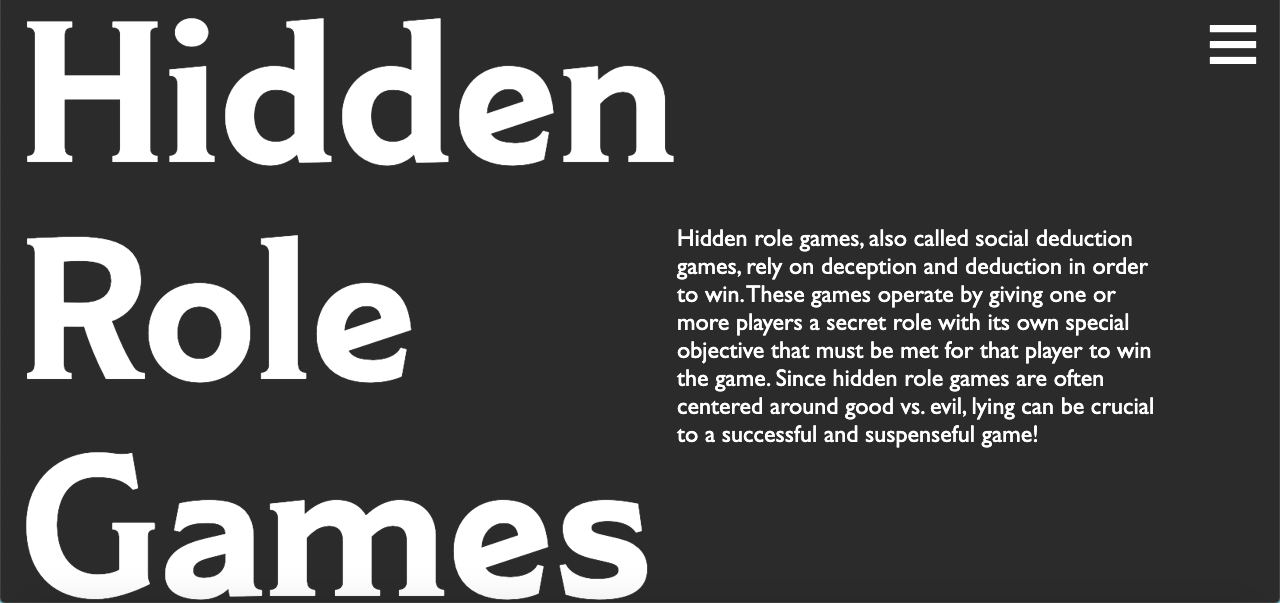 Hidden
Role
Games
Hidden role games, also called social deduction
games, rely on deception and deduction in order
to win. These games operate by giving one or
more players a secret role with its own special
objective that must be met for that player to win
the game. Since hidden role games are often
centered around good vs. evil, lying can be crucial
to a successful and suspenseful game!